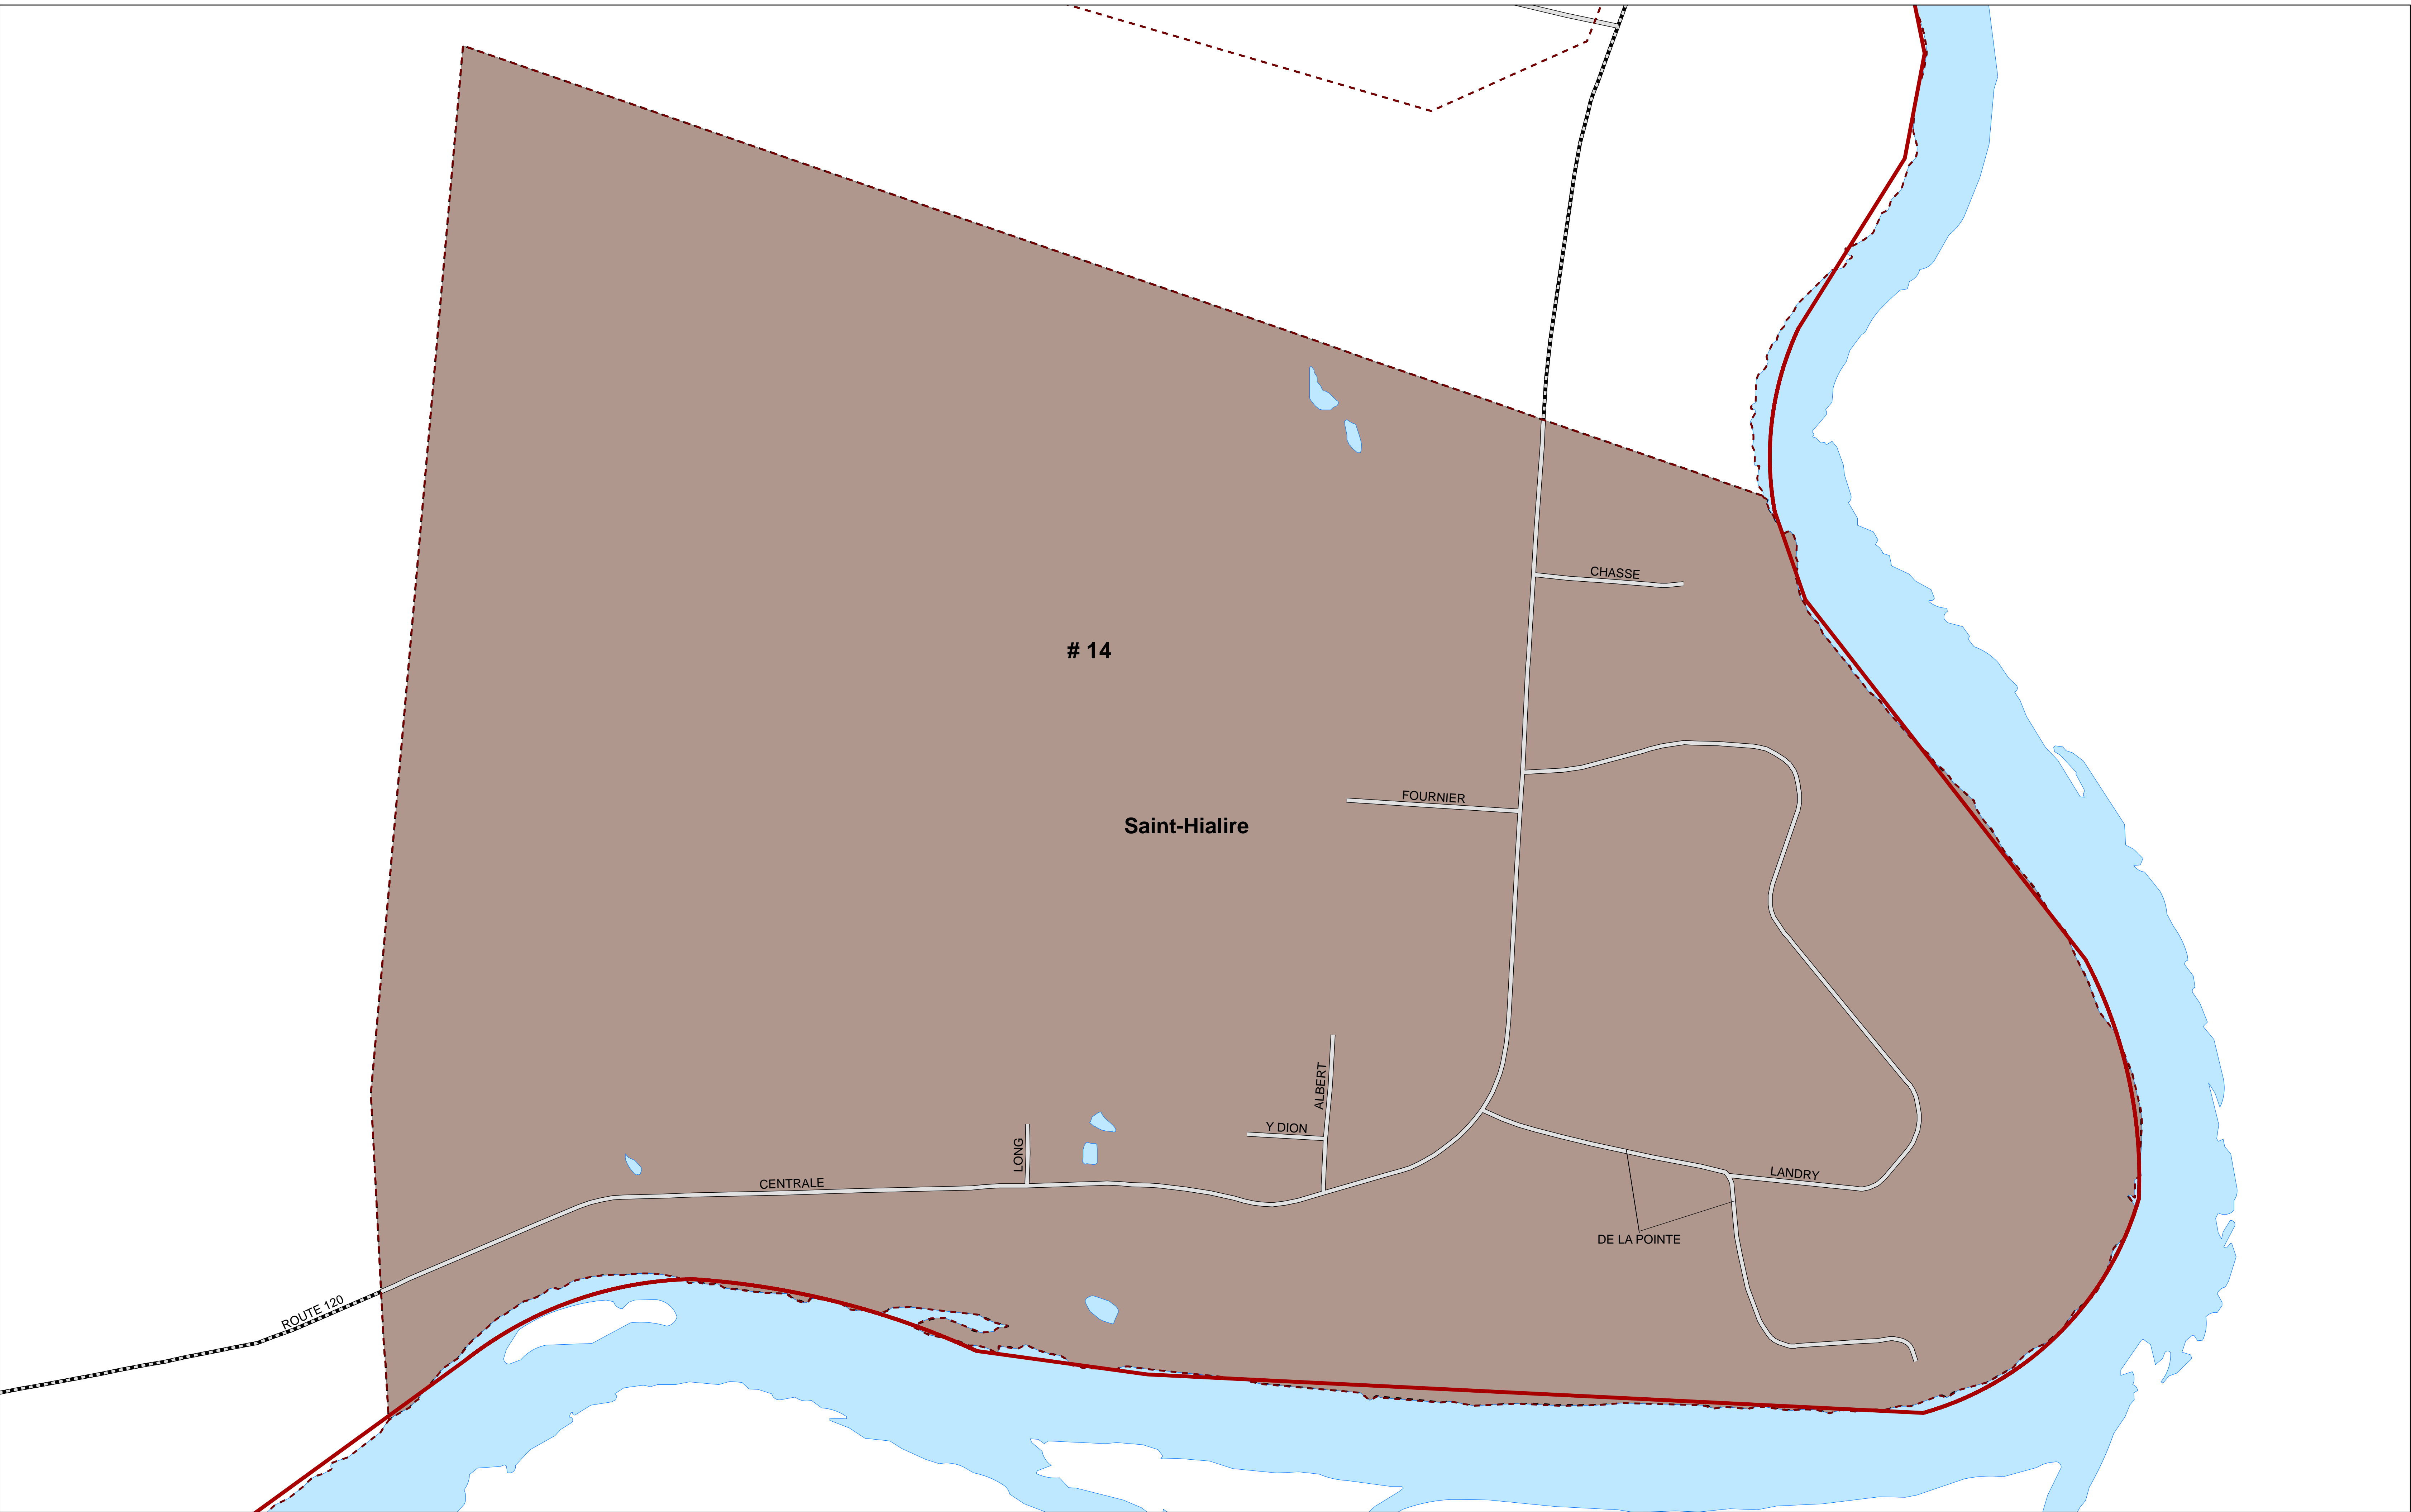 CHASSE
# 14
FOURNIER
Saint-Hialire
ALBERT
Y DION
LONG
LANDRY
CENTRALE
DE LA POINTE
ROUTE 120